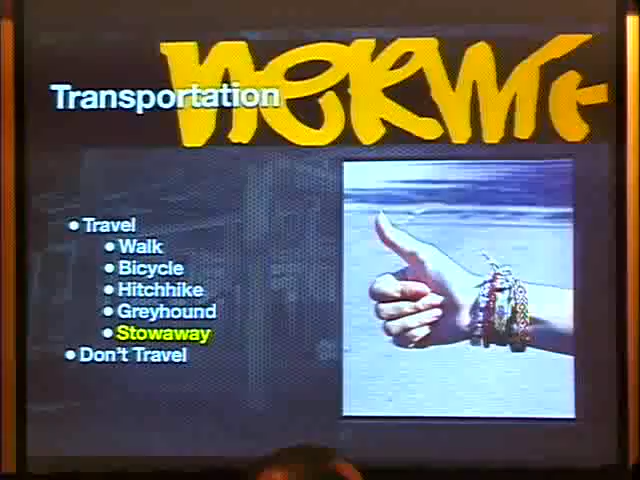 Transportation
• Travel
• Walk
• Bicycle
• Hitchhike
• Greyhound
• Stowaway
• Don't Travel